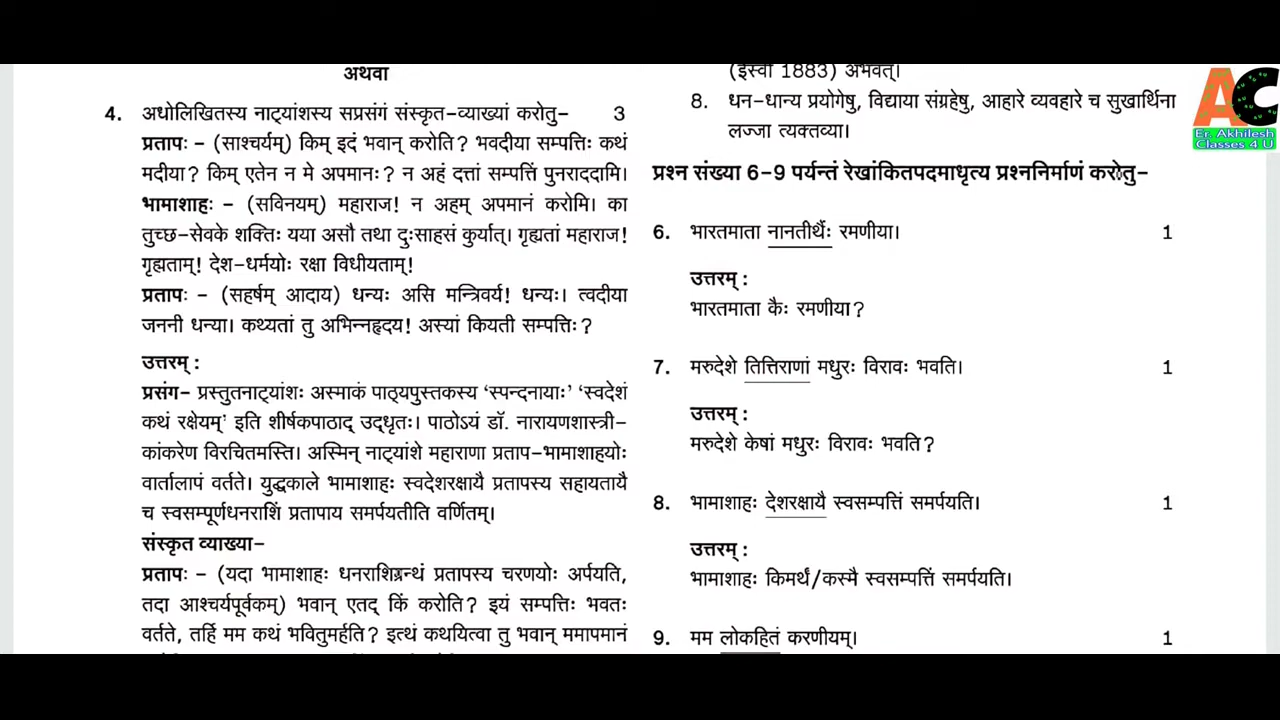 अथवा
4. अधोलिखितस्य नाट्यांशस्य सप्रसंगं संस्कृत-व्याख्यां करोतु- 3
प्रतापः - (साश्चर्यम्) किम् इदं भवान् करोति? भवदीया सम्पत्तिः कथं
मदीया? किम् एतेन न मे अपमानः? न अहं दत्तां सम्पत्तिं पुनराददामि।
भामाशाहः - (सविनयम्) महाराज! न अहम् अपमानं करोमि। का
तुच्छ-सेवके शक्तिः यया असौ तथा दुःसाहसं कुर्यात्। गृह्यतां महाराज!
गृह्यताम्! देश-धर्मयोः रक्षा विधीयताम्!
प्रतापः - (सहर्षम् आदाय) धन्यः असि मन्त्रिवर्य! धन्यः। त्वदीया
जननी धन्या। कथ्यतां तु अभिन्नहृदय! अस्यां कियती सम्पत्तिः?
उत्तरम् :
प्रसंग- प्रस्तुतनाट्यांशः अस्माकं पाठ्यपुस्तकस्य ‘स्पन्दनायाः’ ‘स्वदेशं
कथं रक्षेयम्’ इति शीर्षकपाठाद् उद्धृतः। पाठोऽयं डॉ. नारायणशास्त्री-
कांकरेण विरचितमस्ति। अस्मिन् नाट्यांशे महाराणा प्रताप-भामाशाहयोः
वार्तालापं वर्तते। युद्धकाले भामाशाहः स्वदेशरक्षायै प्रतापस्य सहायतायै
च स्वसम्पूर्णधनराशिं प्रतापाय समर्पयतीति वर्णितम्।
संस्कृत व्याख्या-
प्रतापः - (यदा भामाशाहः धनराशिग्रन्थं प्रतापस्य चरणयोः अर्पयति,
तदा आश्चर्यपूर्वकम्) भवान् एतद् किं करोति? इयं सम्पत्तिः भवतः
वर्तते, तर्हि मम कथं भवितुमर्हति? इत्थं कथयित्वा तु भवान् ममापमानं
(इस्वी 1883) अभवत्।
8. धन-धान्य प्रयोगेषु, विद्याया संग्रहेषु, आहारे व्यवहारे च सुखार्थिना
लज्जा त्यक्तव्या।
प्रश्न संख्या 6-9 पर्यन्तं रेखांकितपदमाधृत्य प्रश्ननिर्माणं करोतु-
6. भारतमाता नानतीर्थैः रमणीया। 1
उत्तरम् :
भारतमाता कैः रमणीया?
7. मरुदेशे तित्तिराणां मधुरः विरावः भवति। 1
उत्तरम् :
मरुदेशे केषां मधुरः विरावः भवति?
8. भामाशाहः देशरक्षायै स्वसम्पत्तिं समर्पयति। 1
उत्तरम् :
भामाशाहः किमर्थं/कस्मै स्वसम्पत्तिं समर्पयति।
9. मम लोकहितं करणीयम्। 1
AC
Er. Akhilesh
Classes 4 U